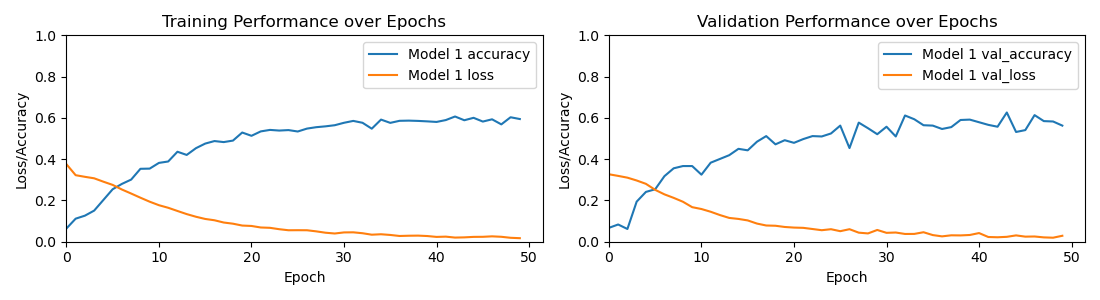 Training Performance over Epochs
1.0
0.8
0.6
0.4
0.2
0.0
Loss/Accuracy
Model 1 accuracy
Model 1 loss
0 10 20 30 40 50
Epoch
Validation Performance over Epochs
1.0
0.8
0.6
0.4
0.2
0.0
Loss/Accuracy
Model 1 val_accuracy
Model 1 val_loss
0 10 20 30 40 50
Epoch